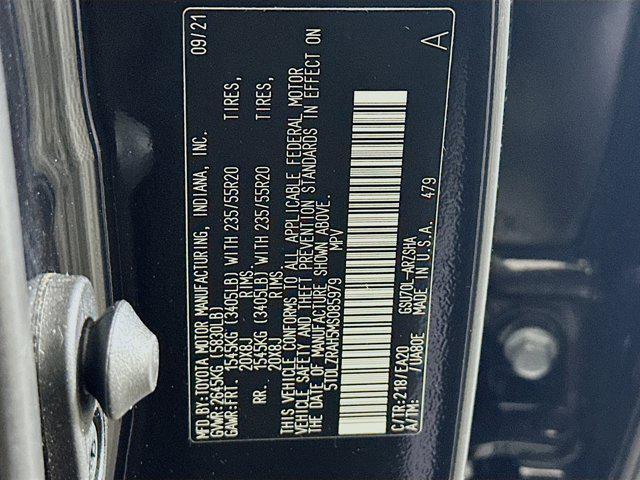 MFD. BY:TOYOTA MOTOR MANUFACTURING, INDIANA, INC. 09/21
GVWR:2645KG (5830LB)
GAWR:FRT. 1545KG (3405LB) WITH 235/55R20 TIRES,
20X8J RIMS.
RR. 1545KG (3405LB) WITH 235/55R20 TIRES,
20X8J RIMS.
THIS VEHICLE CONFORMS TO ALL APPLICABLE FEDERAL MOTOR
VEHICLE SAFETY AND THEFT PREVENTION STANDARDS IN EFFECT ON
THE DATE OF MANUFACTURE SHOWN ABOVE.
5TDLZRAH5MS085979 MPV
C/TR:218/EA20 GSU70L-ARZSHA
A/TM: /UA80E MADE IN U.S.A. 479
A